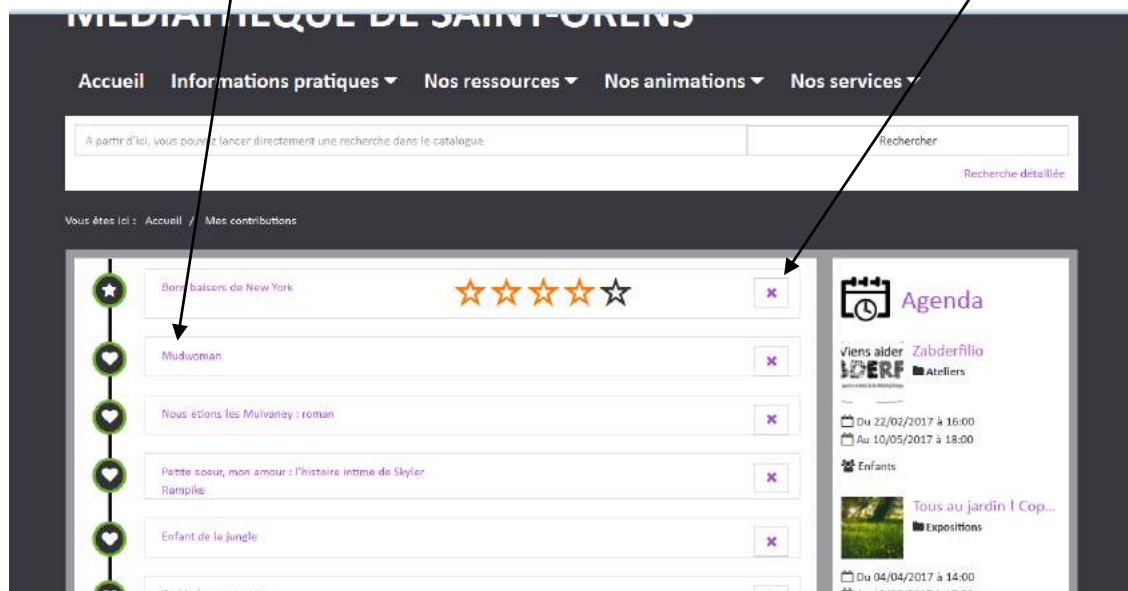 MEDIATHEQUE DE SAINT-ORENS
Accueil Informations pratiques Nos ressources Nos animations Nos services
A partir d'ici, vous pouvez lancer directement une recherche dans le catalogue.
Rechercher
Recherche détaillée
Vous êtes ici : Accueil / Mes contributions
Bons baisers de New York
Mudwoman
Nous étions les Mulvaney : roman
Petite soeur, mon amour : l'histoire intime de Skyler
Rampike
Enfant de la jungle
Agenda
Viens aider
Zabderfilio
Ateliers
Du 22/02/2017 à 16:00
Au 10/05/2017 à 18:00
Enfants
Tous au jardin ! Cop...
Expositions
Du 04/04/2017 à 14:00